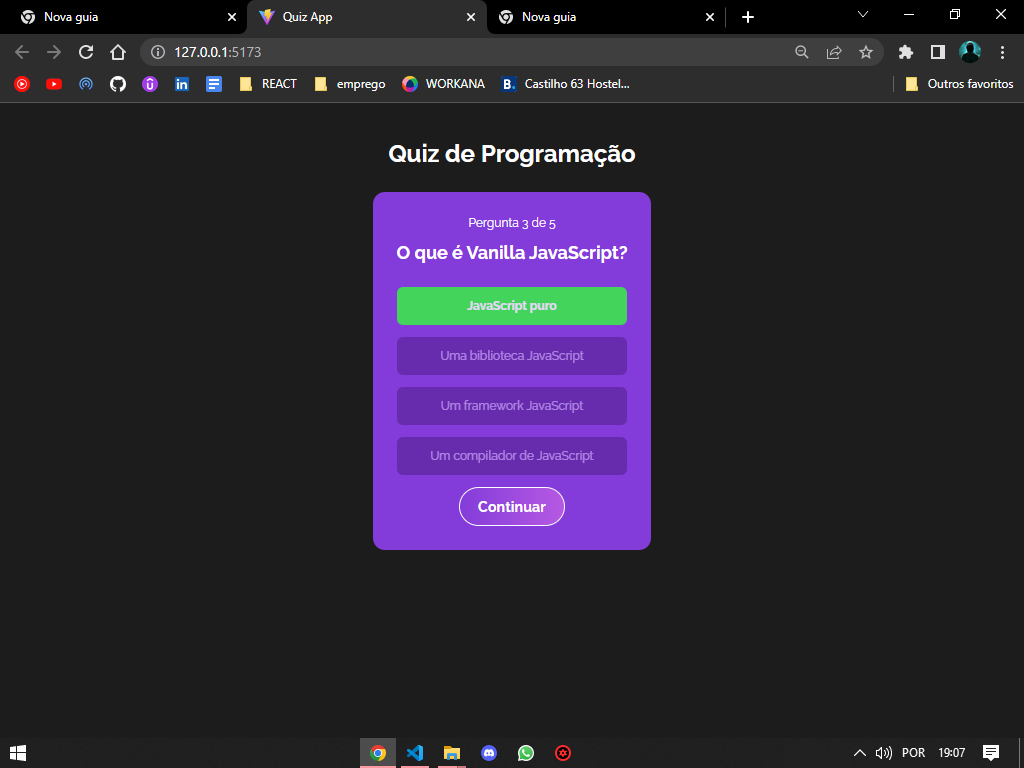 Nova guia
Quiz App
Nova guia
127.0.0.1:5173
REACT
emprego
WORKANA
B.
Castilho 63 Hostel...
Outros favoritos
Quiz de Programação
Pergunta 3 de 5
O que é Vanilla JavaScript?
JavaScript puro
Uma biblioteca JavaScript
Um framework JavaScript
Um compilador de JavaScript
Continuar
POR
19:07